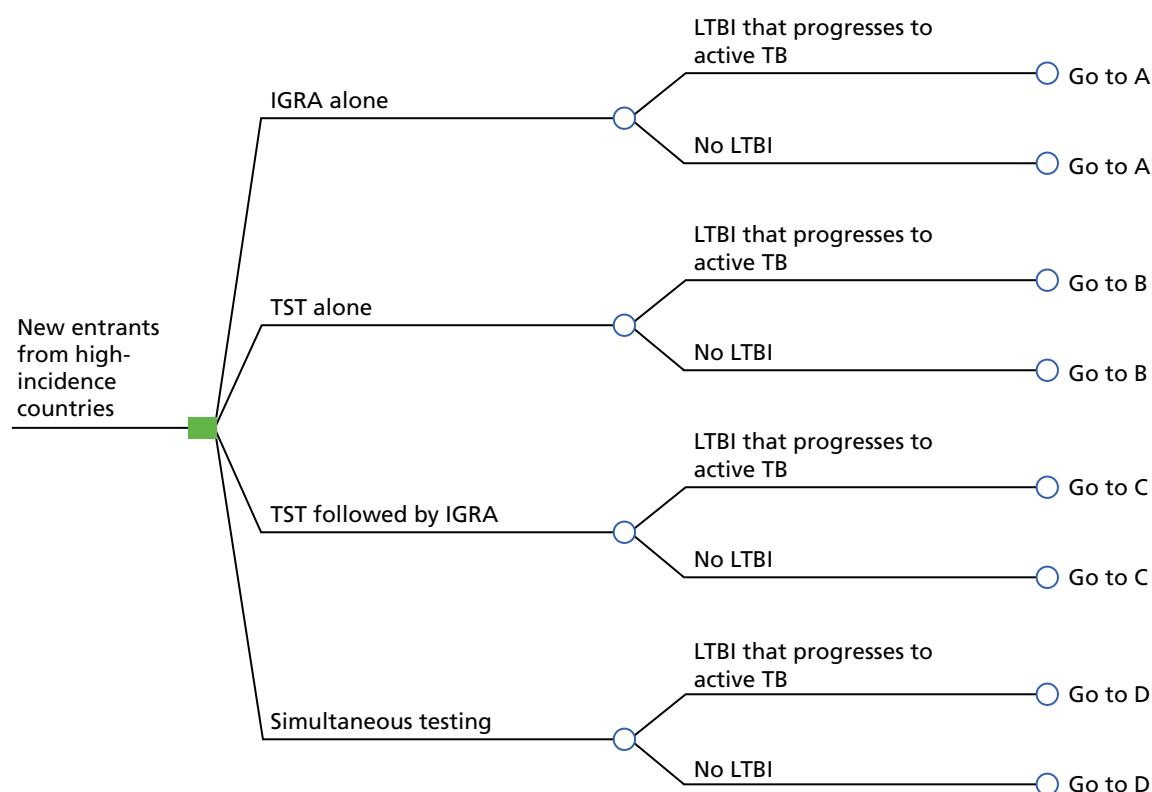 LTBI that progresses to
active TB
Go to A
IGRA alone
No LTBI
Go to A
LTBI that progresses to
active TB
Go to B
TST alone
No LTBI
Go to B
New entrants
from high-
incidence
countries
LTBI that progresses to
active TB
Go to C
TST followed by IGRA
No LTBI
Go to C
LTBI that progresses to
active TB
Go to D
Simultaneous testing
No LTBI
Go to D